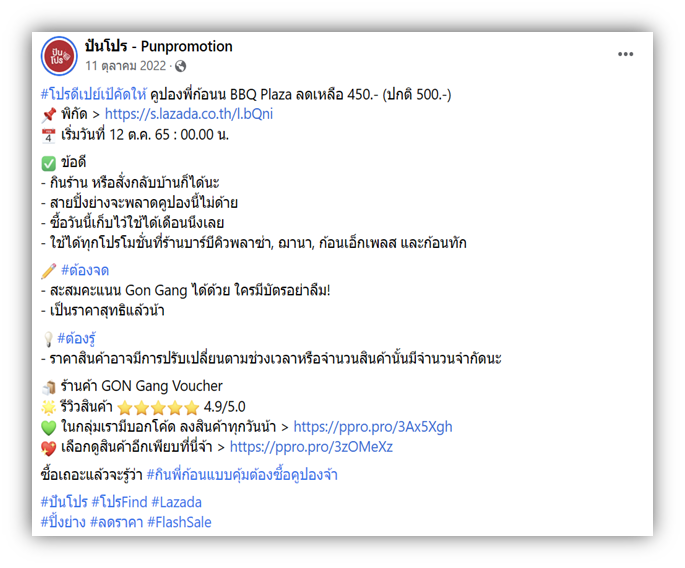 ปันโปร
ปันโปร - Punpromotion
11 ตุลาคม 2022 ·
#โปรดีเปย์เป้คัดให้ คูปองพี่ก้อนน BBQ Plaza ลดเหลือ 450.- (ปกติ 500.-)
📌 พิกัด > https://s.lazada.co.th/l.bQni
📅 เริ่มวันที่ 12 ต.ค. 65 : 00.00 น.
✅ ข้อดี
- กินร้าน หรือสั่งกลับบ้านก็ได้นะ
- สายปิ้งย่างจะพลาดคูปองนี้ไม่ด้าย
- ซื้อวันนี้เก็บไว้ใช้ได้เดือนนึงเลย
- ใช้ได้ทุกโปรโมชั่นที่ร้านบาร์บีคิวพลาซ่า, ฌานา, ก้อนเอ็กเพลส และก้อนทัก
✏️ #ต้องจด
- สะสมคะแนน Gon Gang ได้ด้วย ใครมีบัตรอย่าลืม!
- เป็นราคาสุทธิแล้วน้า
💡 #ต้องรู้
- ราคาสินค้าอาจมีการปรับเปลี่ยนตามช่วงเวลาหรือจำนวนสินค้านั้นมีจำนวนจำกัดนะ
ร้านค้า GON Gang Voucher
🌟 รีวิวสินค้า ⭐⭐⭐⭐⭐ 4.9/5.0
💚 ในกลุ่มเรามีบอกโค้ด ลงสินค้าทุกวันน้า > https://ppro.pro/3Ax5Xgh
💖 เลือกดูสินค้าอีกเพียบที่นี่จ้า > https://ppro.pro/3zOMeXz
ซื้อเถอะแล้วจะรู้ว่า #กินพี่ก้อนแบบคุ้มต้องซื้อคูปองจ้า
#ปันโปร #โปรFind #Lazada
#ปิ้งย่าง #ลดราคา #FlashSale